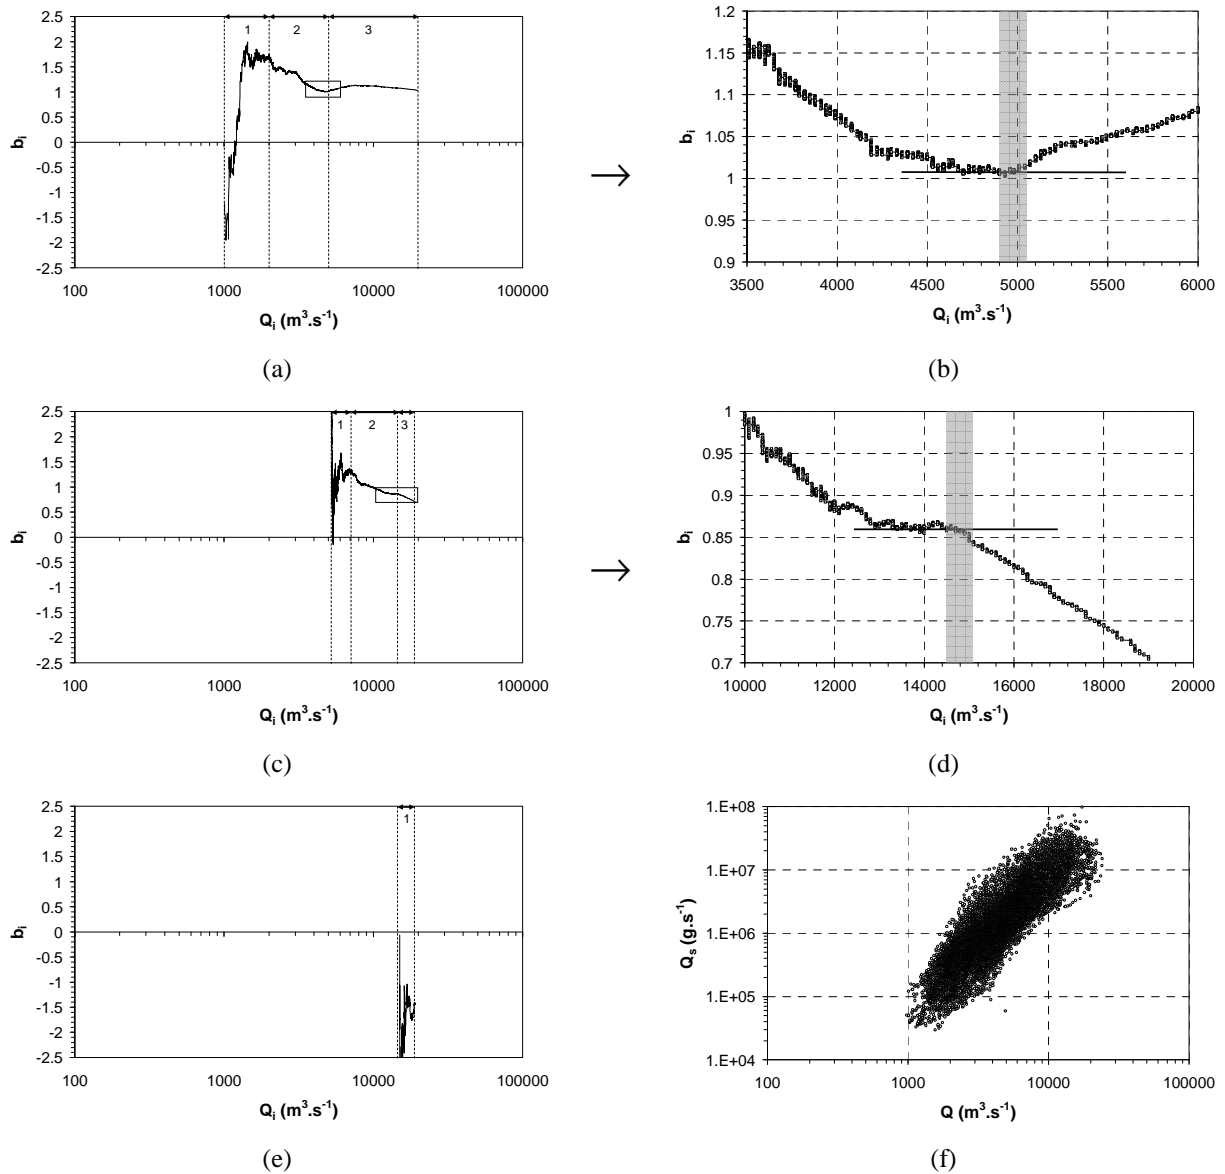 2.5
2
1.5
1
0.5
0
-0.5
-1
-1.5
-2
-2.5
b_i
1 2 3
100 1000 10000 100000
Q_i (m³.s⁻¹)
(a)
→
1.2
1.15
1.1
1.05
1
0.95
0.9
b_i
3500 4000 4500 5000 5500 6000
Q_i (m³.s⁻¹)
(b)
2.5
2
1.5
1
0.5
0
-0.5
-1
-1.5
-2
-2.5
b_i
1 2 3
100 1000 10000 100000
Q_i (m³.s⁻¹)
(c)
→
1
0.95
0.9
0.85
0.8
0.75
0.7
b_i
10000 12000 14000 16000 18000 20000
Q_i (m³.s⁻¹)
(d)
2.5
2
1.5
1
0.5
0
-0.5
-1
-1.5
-2
-2.5
b_i
1
100 1000 10000 100000
Q_i (m³.s⁻¹)
(e)
1.E+08
1.E+07
1.E+06
1.E+05
1.E+04
Q_s (g.s⁻¹)
100 1000 10000 100000
Q (m³.s⁻¹)
(f)